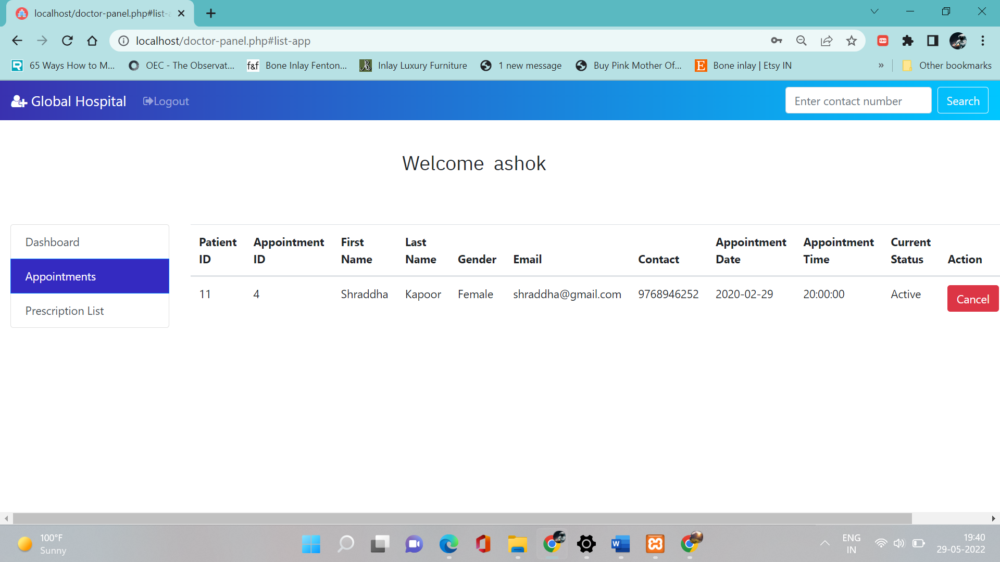 localhost/doctor-panel.php#list-a
localhost/doctor-panel.php#list-app
65 Ways How to M...
OEC - The Observat...
f&f Bone Inlay Fenton...
Inlay Luxury Furniture
1 new message
Buy Pink Mother Of...
E Bone inlay | Etsy IN
»
Other bookmarks
Global Hospital
Logout
Enter contact number
Search
Welcome ashok
Dashboard
Appointments
Prescription List
Patient ID Appointment ID First Name Last Name Gender Email Contact Appointment Date Appointment Time Current Status Action
11 4 Shraddha Kapoor Female shraddha@gmail.com 9768946252 2020-02-29 20:00:00 Active Cancel
100°F
Sunny
ENG
IN
19:40
29-05-2022